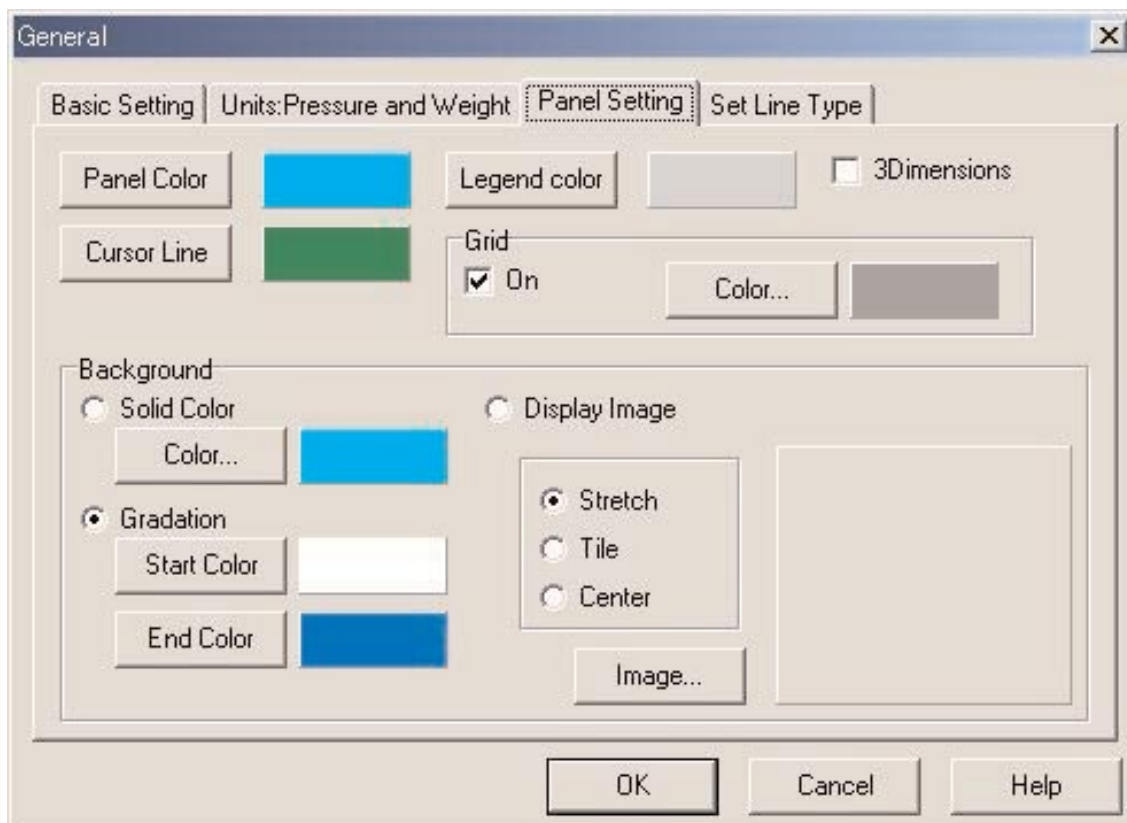 General
Basic Setting
Units:Pressure and Weight
Panel Setting
Set Line Type
Panel Color
Legend color
3Dimensions
Cursor Line
Grid
On
Color...
Background
Solid Color
Display Image
Color...
Stretch
Gradation
Tile
Start Color
Center
End Color
Image...
OK
Cancel
Help